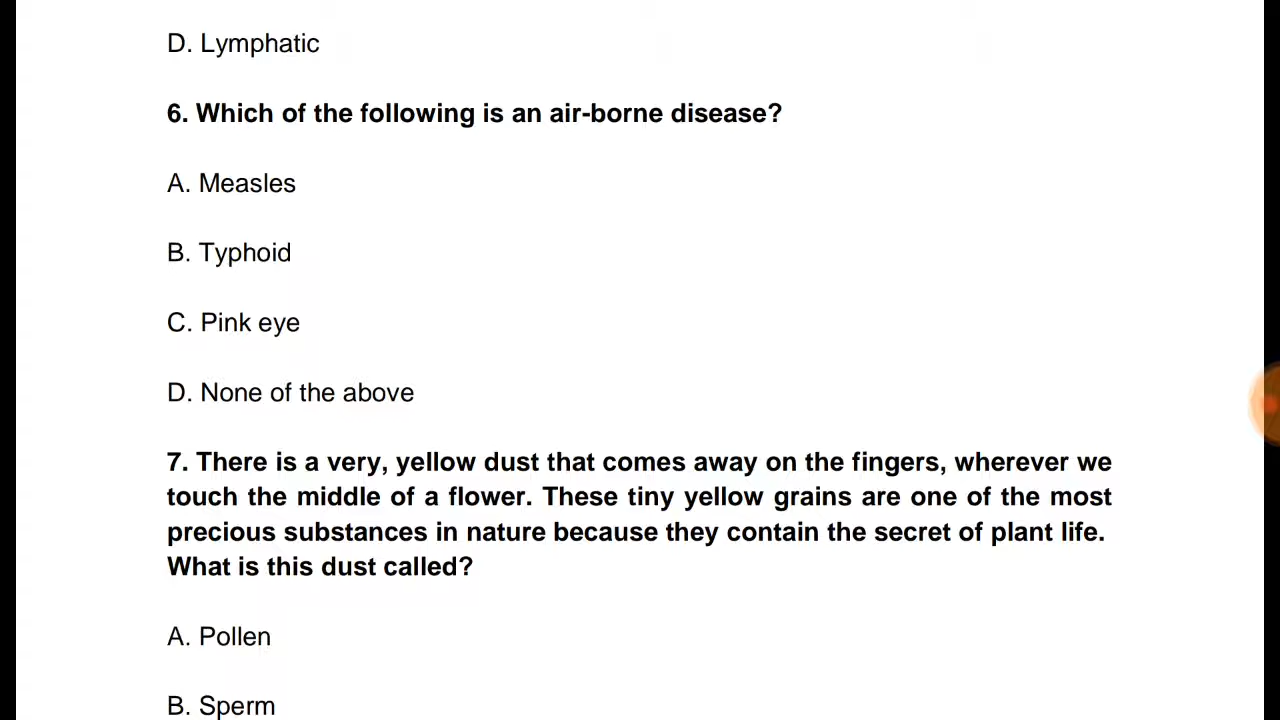 D. Lymphatic
6. Which of the following is an air-borne disease?
A. Measles
B. Typhoid
C. Pink eye
D. None of the above
7. There is a very, yellow dust that comes away on the fingers, wherever we
touch the middle of a flower. These tiny yellow grains are one of the most
precious substances in nature because they contain the secret of plant life.
What is this dust called?
A. Pollen
B. Sperm